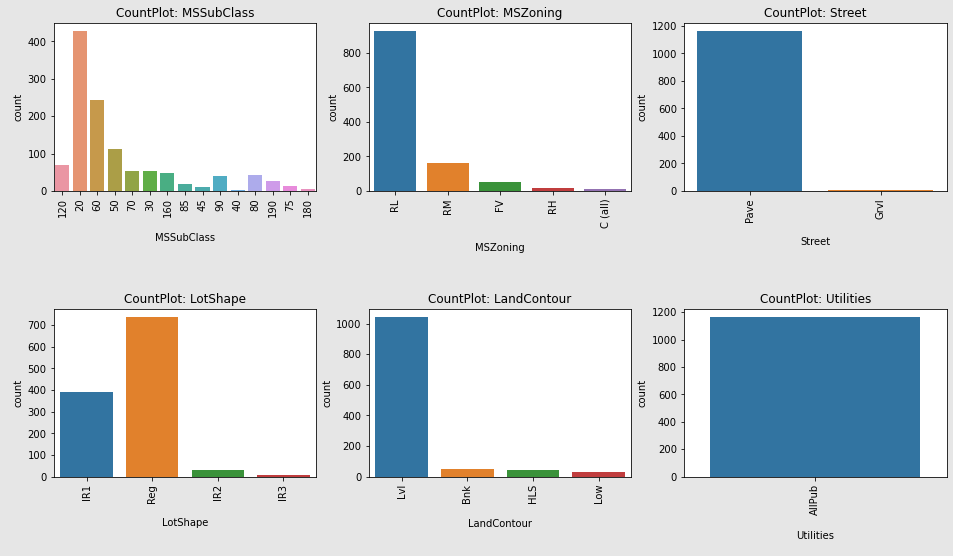 CountPlot: MSSubClass
400
300
200
100
0
count
120 20 60 50 70 30 160 85 45 90 40 80 190 75 180
MSSubClass
CountPlot: MSZoning
800
600
400
200
0
count
RL RM FV RH C (all)
MSZoning
CountPlot: Street
1200
1000
800
600
400
200
0
count
Pave Grvl
Street
CountPlot: LotShape
700
600
500
400
300
200
100
0
count
IR1 Reg IR2 IR3
LotShape
CountPlot: LandContour
1000
800
600
400
200
0
count
Lvl Bnk HLS Low
LandContour
CountPlot: Utilities
1200
1000
800
600
400
200
0
count
AllPub
Utilities